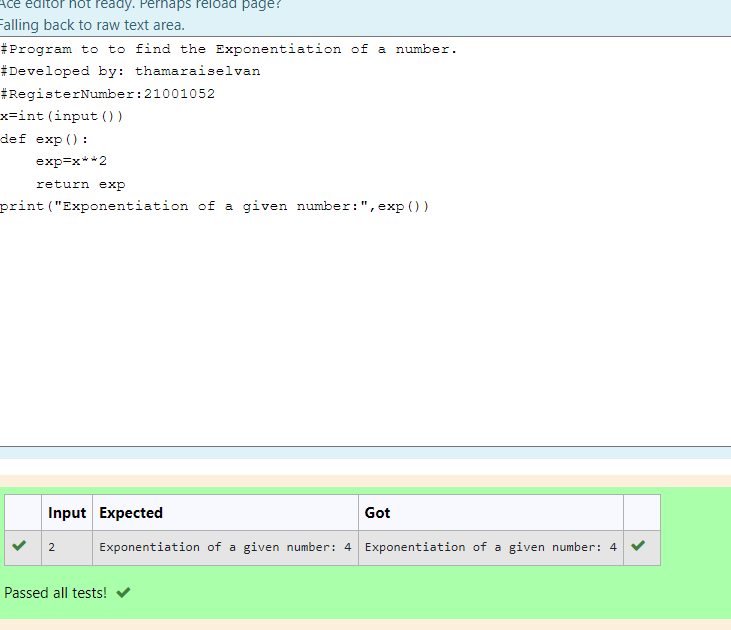 Ace editor not ready. Perhaps reload page?
Falling back to raw text area.
#Program to to find the Exponentiation of a number.
#Developed by: thamaraiselvan
#RegisterNumber:21001052
x=int(input())
def exp():
    exp=x**2
    return exp
print("Exponentiation of a given number:",exp())
Input Expected Got
2 Exponentiation of a given number: 4 Exponentiation of a given number: 4
Passed all tests!